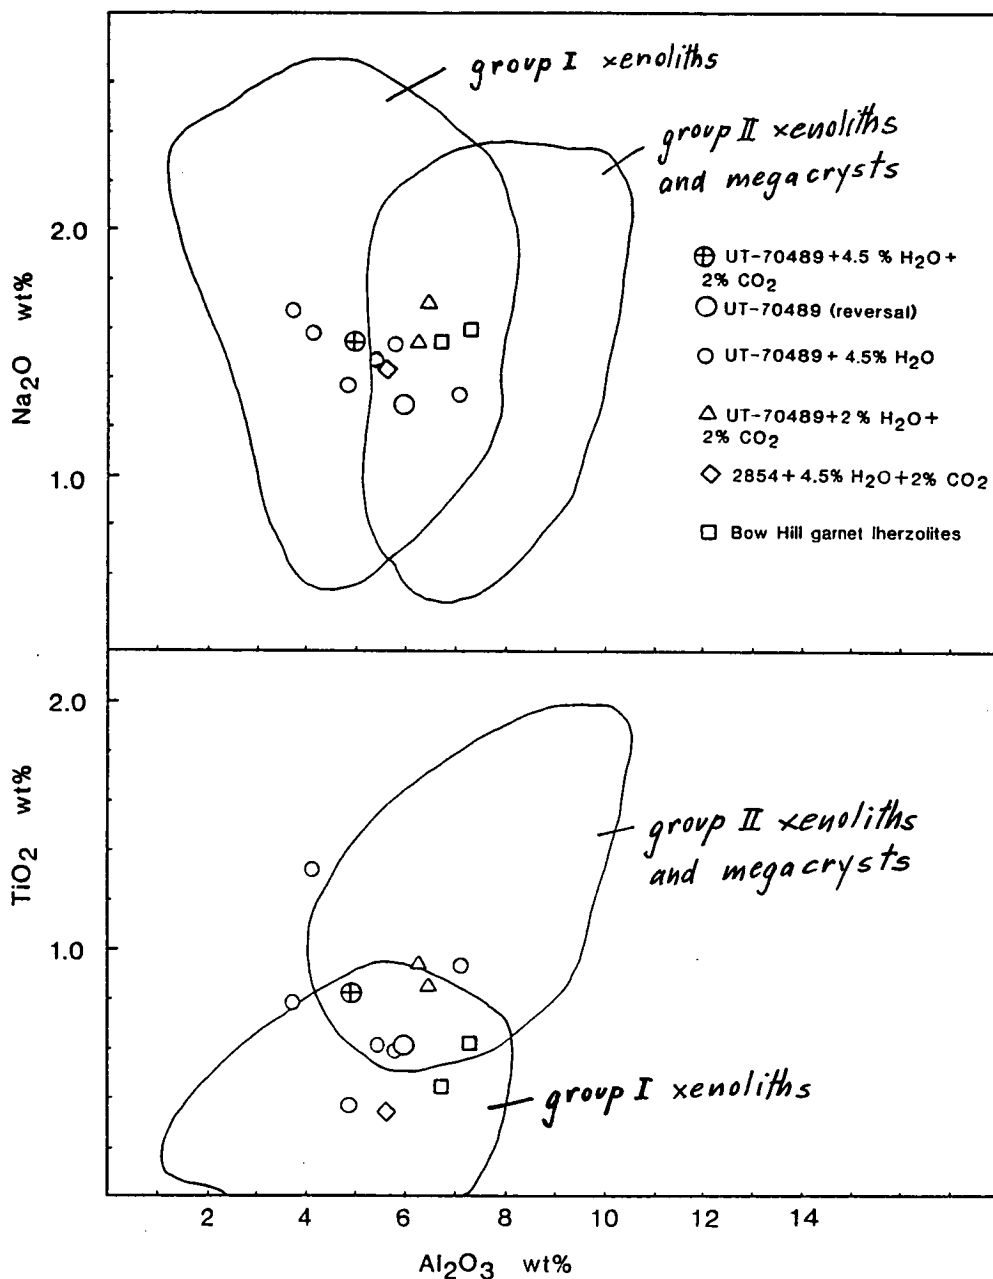 group I xenoliths
group II xenoliths
and megacrysts
2.0
1.0
Na2O wt%
⊕ UT-70489+4.5 % H2O+
2% CO2
○ UT-70489 (reversal)
○ UT-70489+ 4.5% H2O
△ UT-70489+2 % H2O+
2% CO2
◇ 2854+4.5% H2O+2% CO2
□ Bow Hill garnet lherzolites
2.0
1.0
TiO2 wt%
group II xenoliths
and megacrysts
group I xenoliths
2 4 6 8 10 12 14
Al2O3 wt%